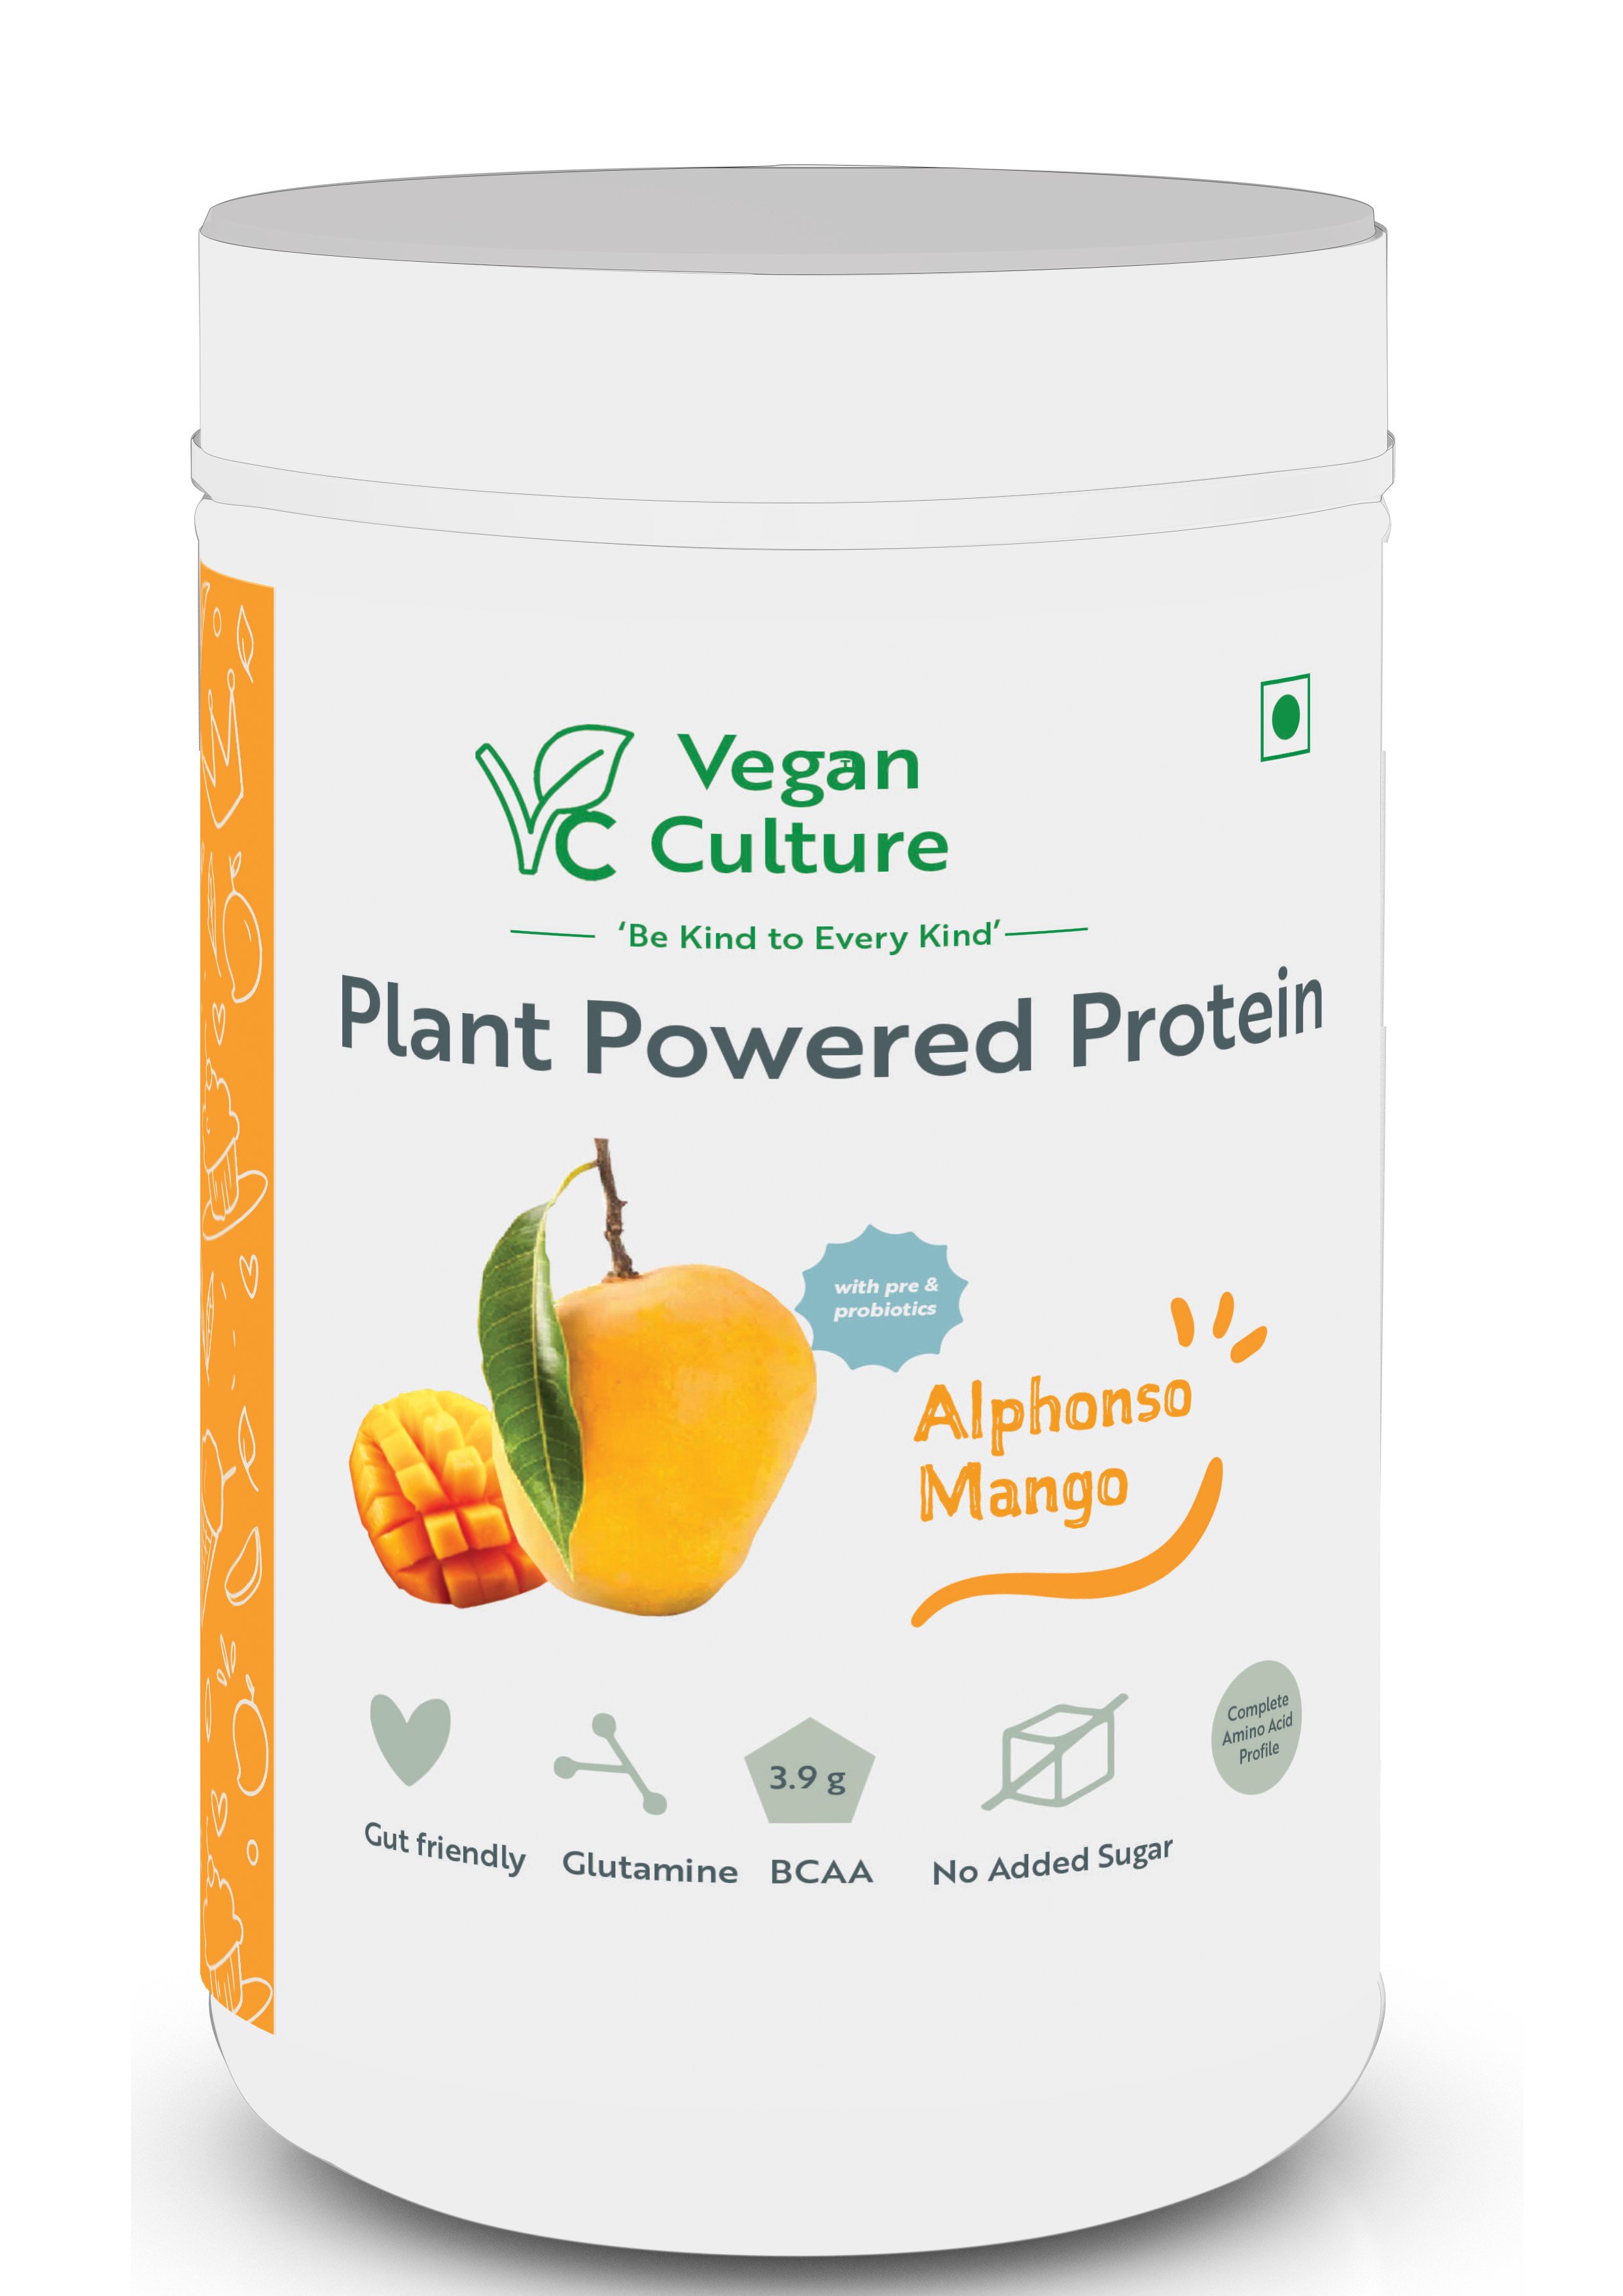 Vegan
Culture
VC
'Be Kind to Every Kind'
Plant Powered Protein
with pre &
probiotics
Alphonso
Mango
3.9 g
Complete
Amino Acid
Profile
Gut friendly
Glutamine
BCAA
No Added Sugar